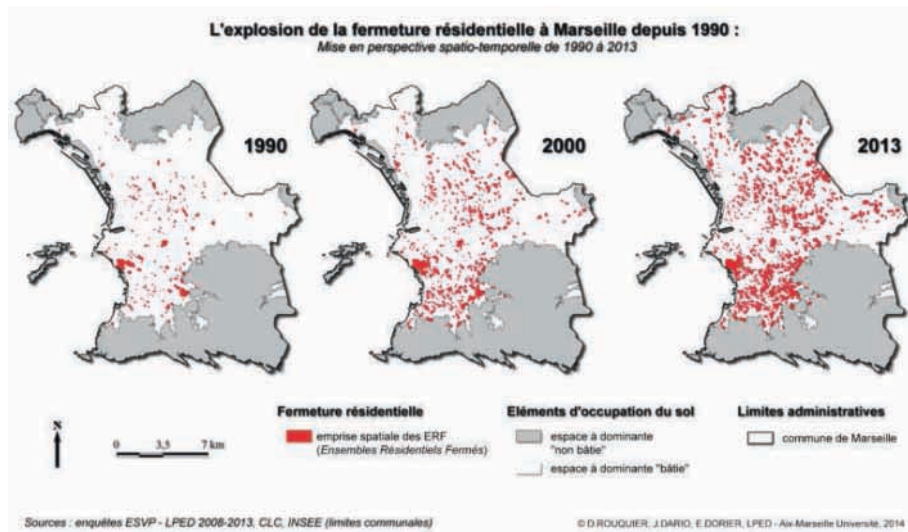 L'explosion de la fermeture résidentielle à Marseille depuis 1990 :
Mise en perspective spatio-temporelle de 1990 à 2013
1990
2000
2013
N
0 3,5 7 km
Fermeture résidentielle
emprise spatiale des ERF
(Ensembles Résidentiels Fermés)
Eléments d'occupation du sol
espace à dominante
"non bâtie"
espace à dominante "bâtie"
Limites administratives
commune de Marseille
Sources : enquêtes ESVP - LPED 2008-2013, CLC, INSEE (limites communales)
© D.ROUQUIER, J.DARIO, E.DORIER, LPED - Aix-Marseille Université, 2014